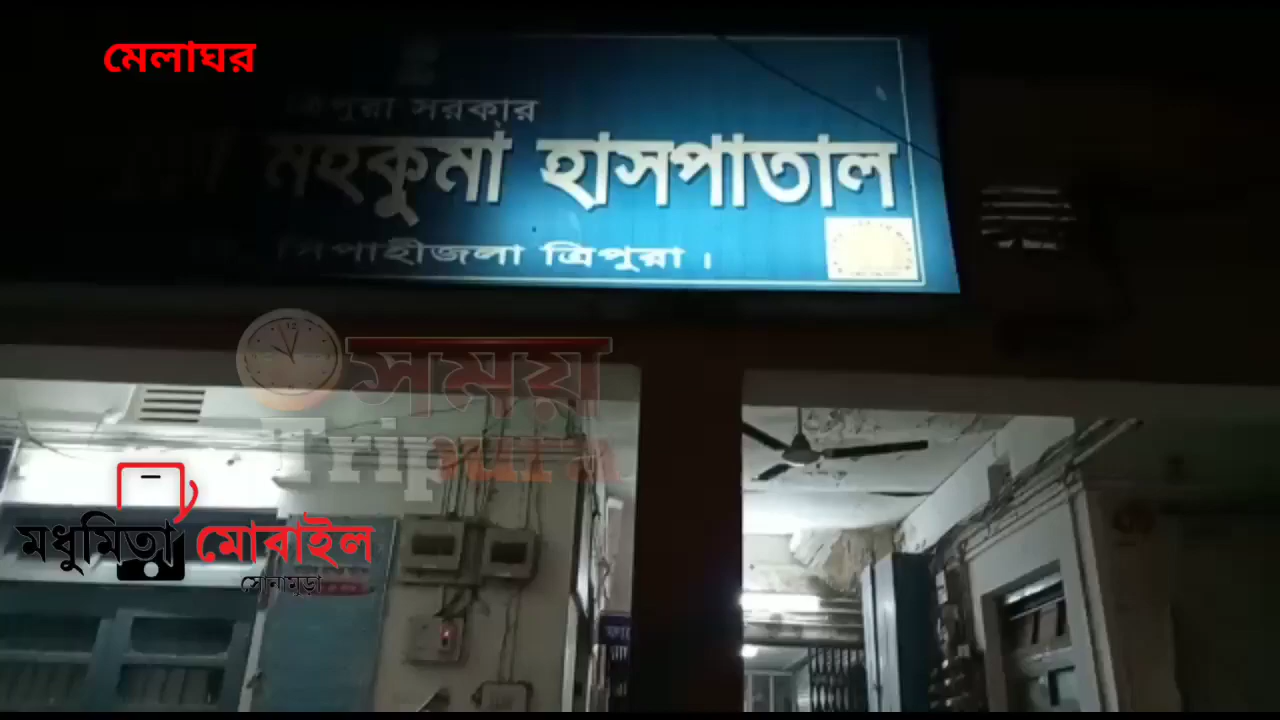 মেলাঘর
ত্রিপুরা সরকার
মহকুমা হাসপাতাল
সিপাহীজলা ত্রিপুরা।
সময়
Tripura
মধুমিতা মোবাইল
সোনামুড়া